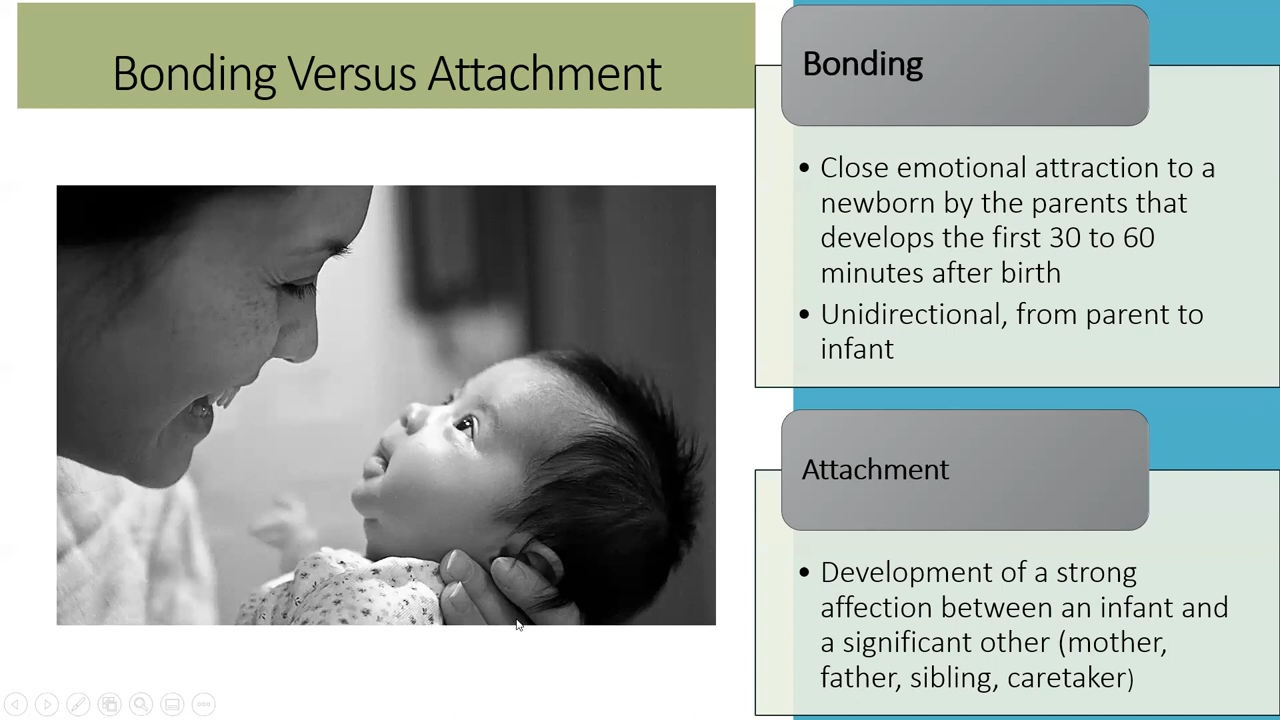 Bonding Versus Attachment
Bonding
• Close emotional attraction to a
newborn by the parents that
develops the first 30 to 60
minutes after birth
• Unidirectional, from parent to
infant
Attachment
• Development of a strong
affection between an infant and
a significant other (mother,
father, sibling, caretaker)